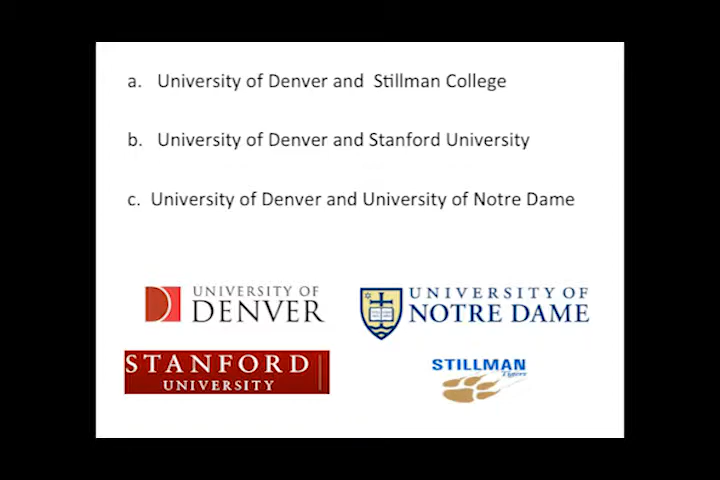 a. University of Denver and Stillman College
b. University of Denver and Stanford University
c. University of Denver and University of Notre Dame
UNIVERSITY OF
DENVER
UNIVERSITY OF
NOTRE DAME
STANFORD
UNIVERSITY
STILLMAN
Tigers